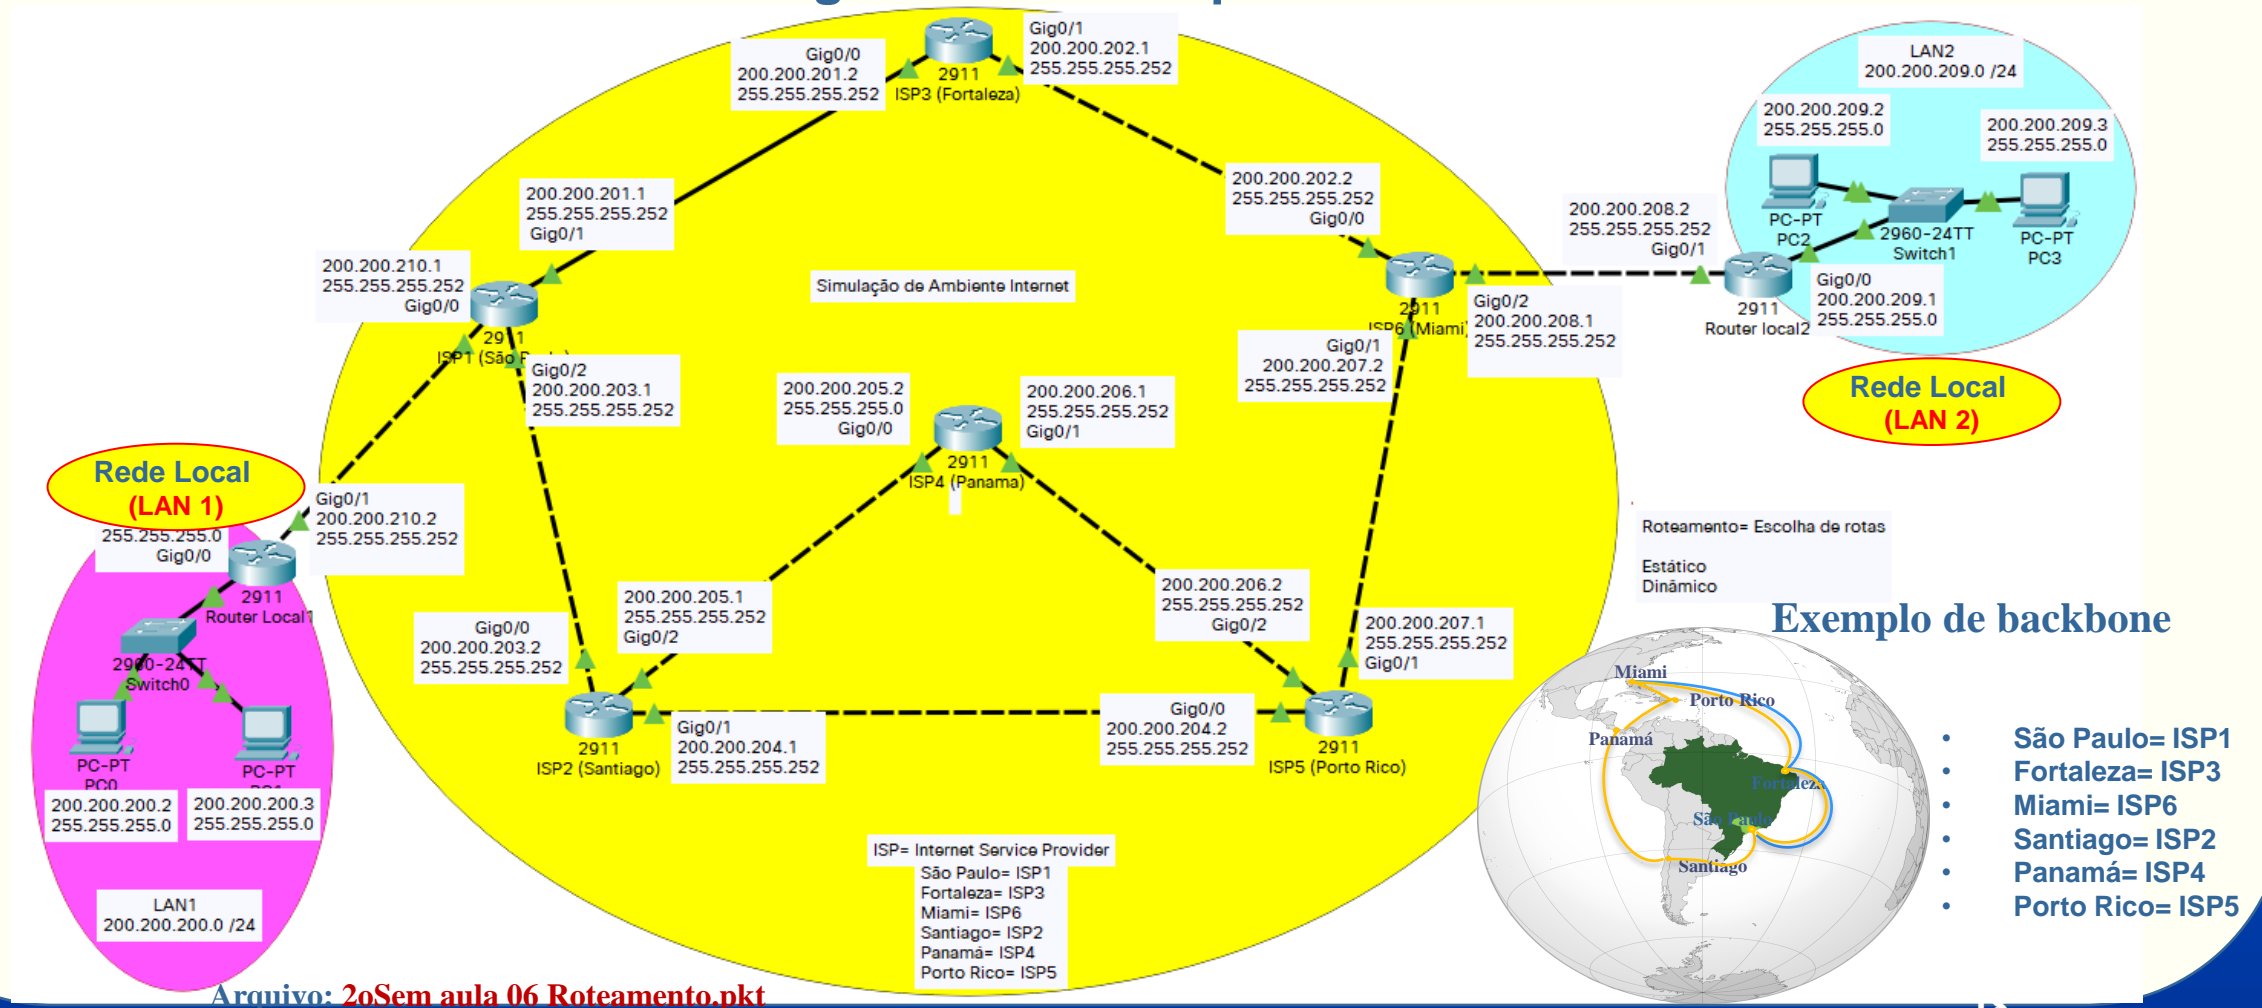 Gig0/1
200.200.202.1
255.255.255.252
Gig0/0
200.200.201.2
255.255.255.252
2911
ISP3 (Fortaleza)
LAN2
200.200.209.0 /24
200.200.209.2
255.255.255.0
200.200.209.3
255.255.255.0
PC-PT
PC2
2960-24TT
Switch1
PC-PT
PC3
200.200.201.1
255.255.255.252
Gig0/1
200.200.202.2
255.255.255.252
Gig0/0
200.200.208.2
255.255.255.252
Gig0/1
200.200.210.1
255.255.255.252
Gig0/0
Simulação de Ambiente Internet
2911
ISP1 (São
2911
ISP6 (Miami)
Gig0/2
200.200.208.1
255.255.255.252
2911
Router local2
Gig0/0
200.200.209.1
255.255.255.0
Gig0/2
200.200.203.1
255.255.255.252
Gig0/1
200.200.207.2
255.255.255.252
200.200.205.2
255.255.255.0
Gig0/0
200.200.206.1
255.255.255.252
Gig0/1
2911
ISP4 (Panama)
Rede Local
(LAN 2)
Rede Local
(LAN 1)
255.255.255.0
Gig0/0
Gig0/1
200.200.210.2
255.255.255.252
2911
Router Local1
2960-24TT
Switch0
PC-PT
PC0
PC-PT
200.200.200.2
255.255.255.0
200.200.200.3
255.255.255.0
LAN1
200.200.200.0 /24
Roteamento= Escolha de rotas
Estático
Dinâmico
200.200.205.1
255.255.255.252
Gig0/2
200.200.206.2
255.255.255.252
Gig0/2
Gig0/0
200.200.203.2
255.255.255.252
200.200.207.1
255.255.255.252
Gig0/1
2911
ISP2 (Santiago)
Gig0/1
200.200.204.1
255.255.255.252
Gig0/0
200.200.204.2
255.255.255.252
2911
ISP5 (Porto Rico)
ISP= Internet Service Provider
São Paulo= ISP1
Fortaleza= ISP3
Miami= ISP6
Santiago= ISP2
Panamá= ISP4
Porto Rico= ISP5
Exemplo de backbone
Miami
Porto Rico
Panamá
Fortaleza
São Paulo
Santiago
• São Paulo= ISP1
• Fortaleza= ISP3
• Miami= ISP6
• Santiago= ISP2
• Panamá= ISP4
• Porto Rico= ISP5
Arquivo: 2oSem aula 06 Roteamento.pkt